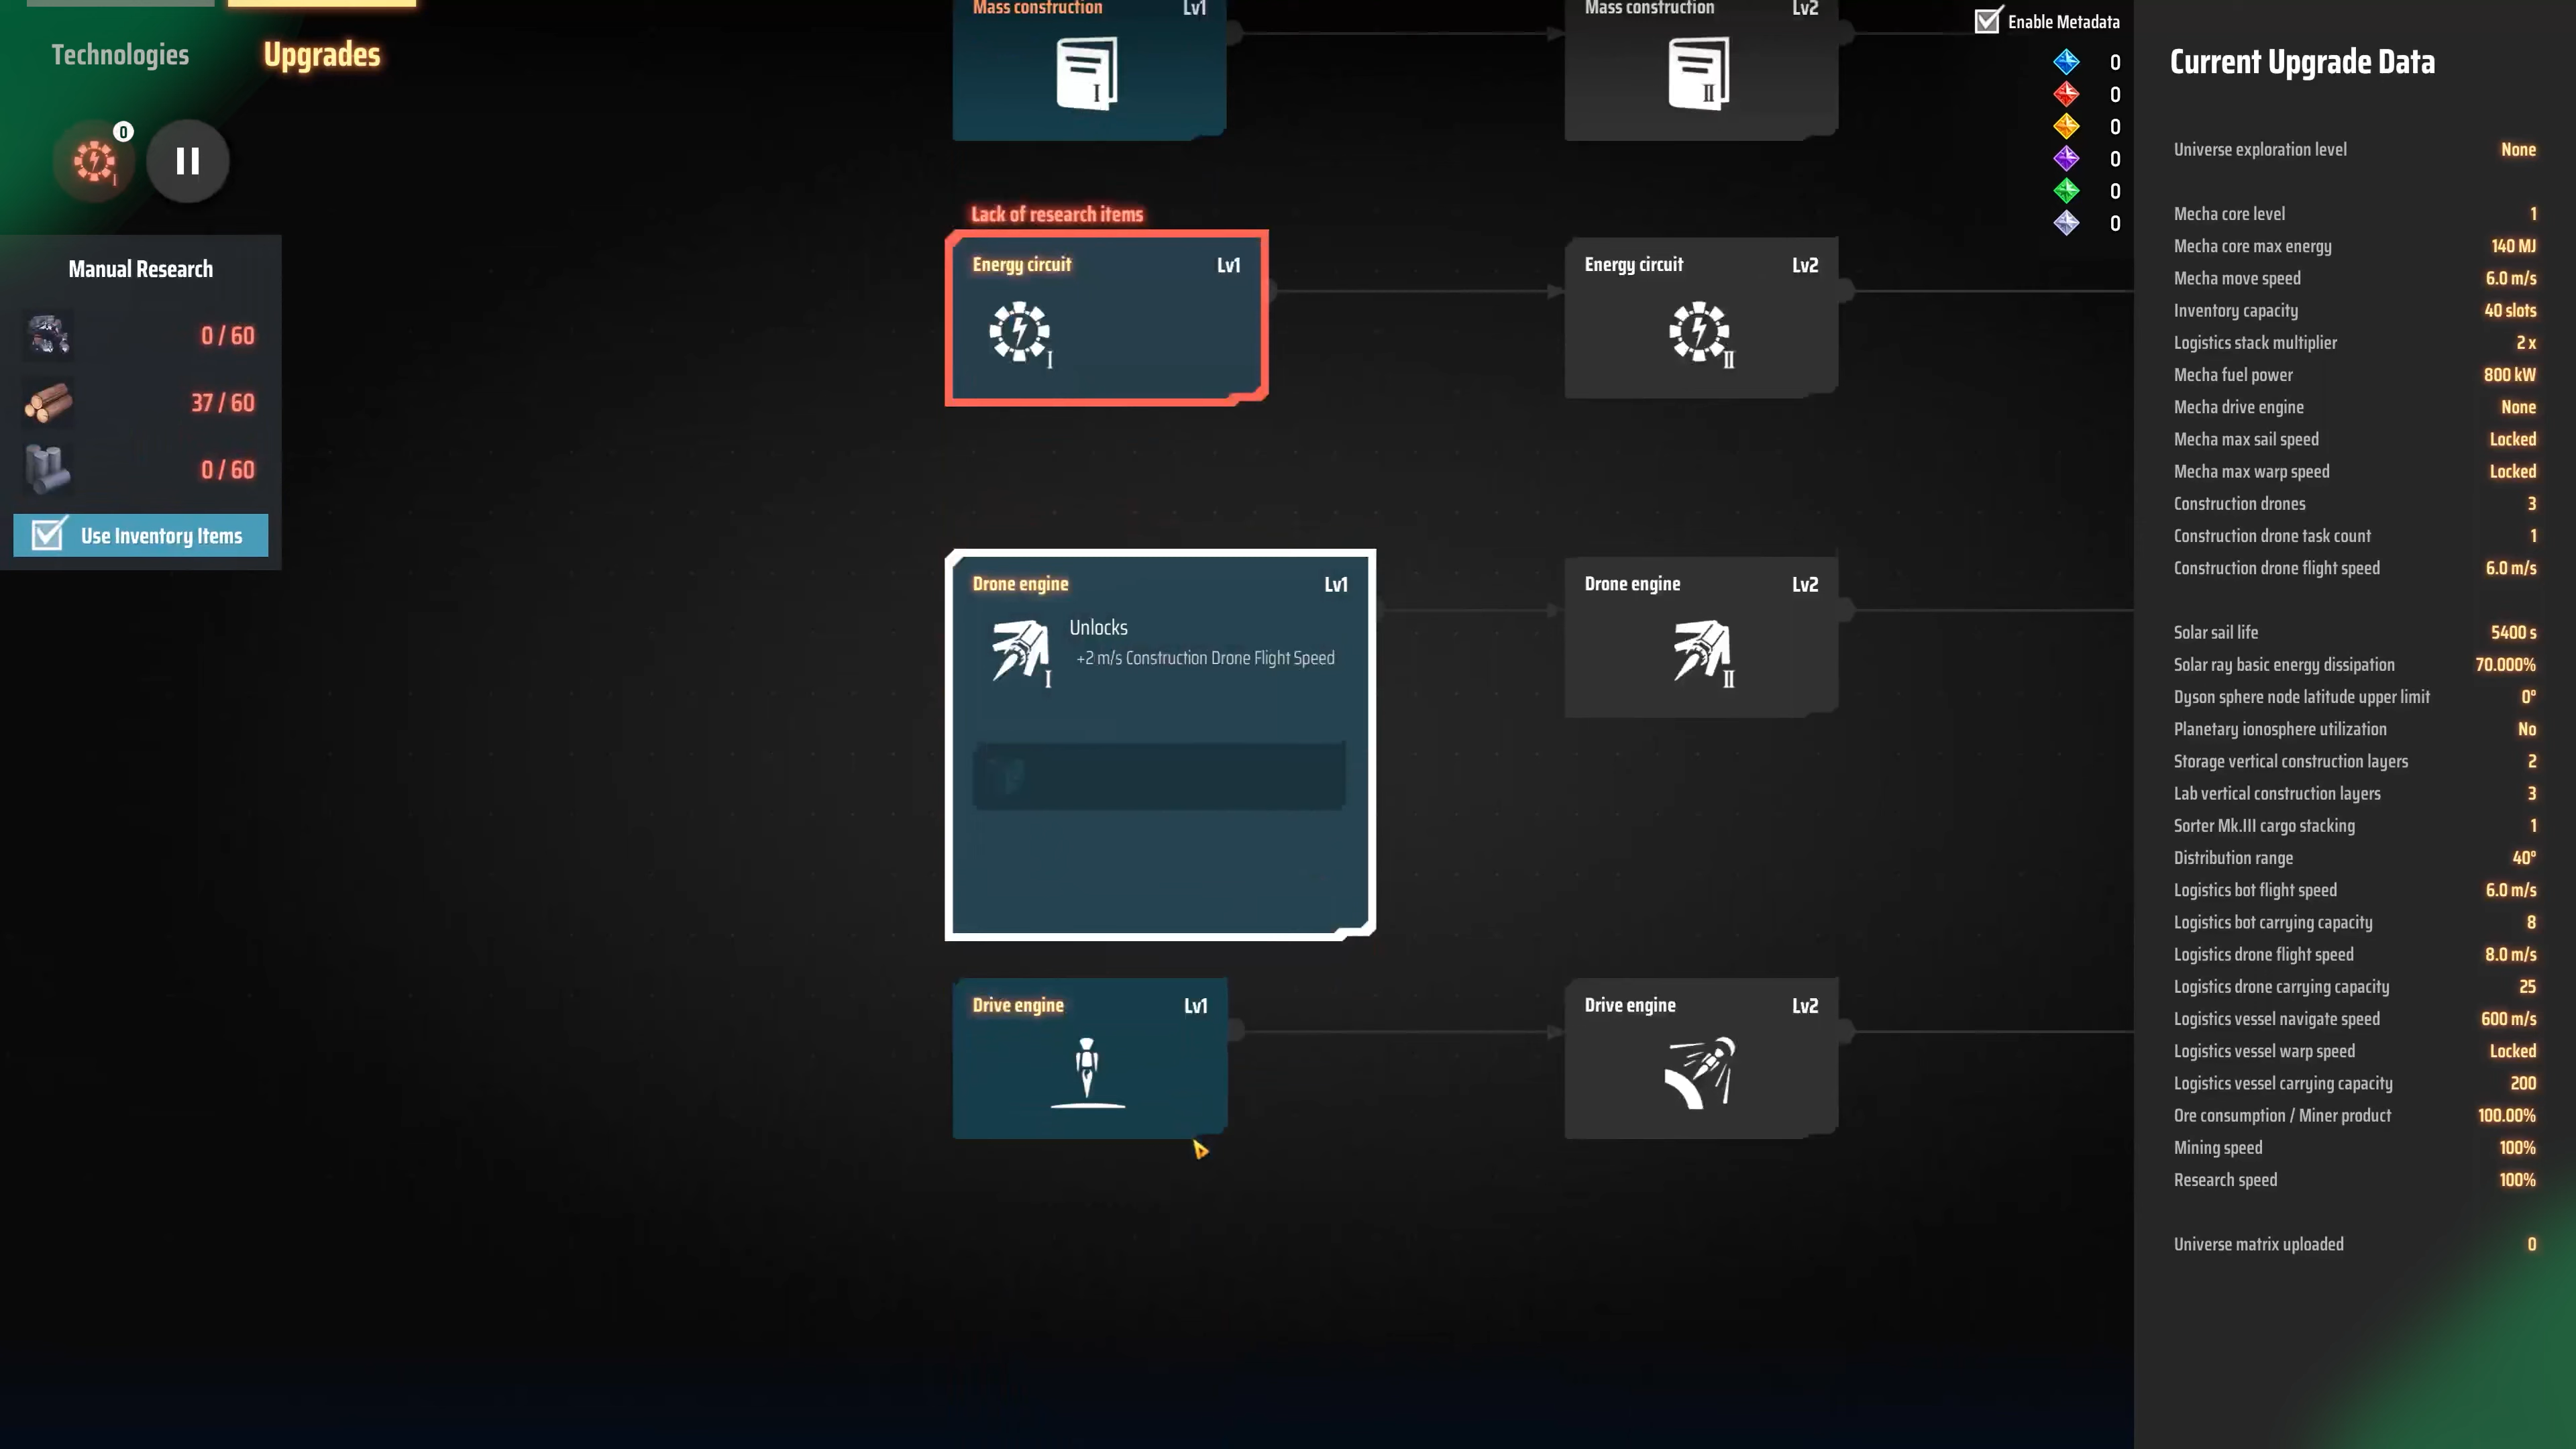 Technologies
Upgrades
0
I
Manual Research
0 / 60
37 / 60
0 / 60
Use Inventory Items
Mass construction Lv1
I
Mass construction Lv2
II
Lack of research items
Energy circuit Lv1
I
Energy circuit Lv2
II
Drone engine Lv1
Unlocks
+2 m/s Construction Drone Flight Speed
I
Drone engine Lv2
II
Drive engine Lv1
Drive engine Lv2
Enable Metadata
0
0
0
0
0
0
Current Upgrade Data
Universe exploration level None
Mecha core level 1
Mecha core max energy 140 MJ
Mecha move speed 6.0 m/s
Inventory capacity 40 slots
Logistics stack multiplier 2 x
Mecha fuel power 800 kW
Mecha drive engine None
Mecha max sail speed Locked
Mecha max warp speed Locked
Construction drones 3
Construction drone task count 1
Construction drone flight speed 6.0 m/s
Solar sail life 5400 s
Solar ray basic energy dissipation 70.000%
Dyson sphere node latitude upper limit 0°
Planetary ionosphere utilization No
Storage vertical construction layers 2
Lab vertical construction layers 3
Sorter Mk.III cargo stacking 1
Distribution range 40°
Logistics bot flight speed 6.0 m/s
Logistics bot carrying capacity 8
Logistics drone flight speed 8.0 m/s
Logistics drone carrying capacity 25
Logistics vessel navigate speed 600 m/s
Logistics vessel warp speed Locked
Logistics vessel carrying capacity 200
Ore consumption / Miner product 100.00%
Mining speed 100%
Research speed 100%
Universe matrix uploaded 0